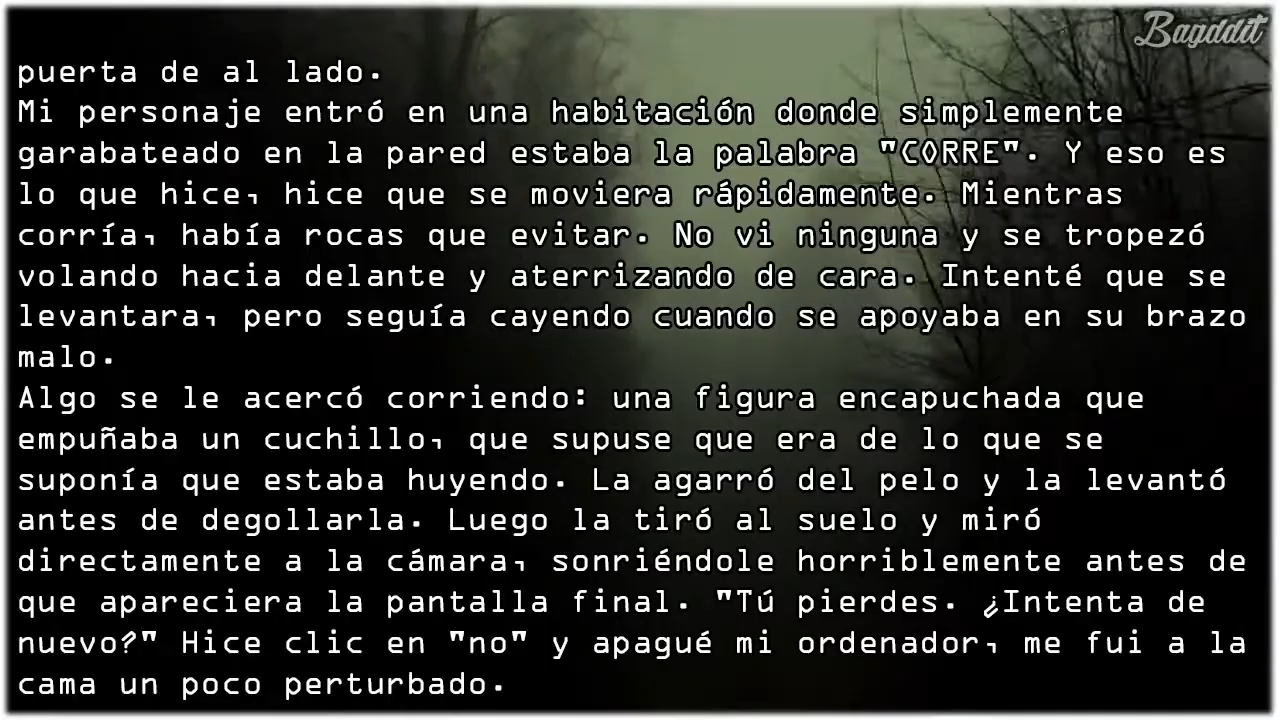 Bagddit
puerta de al lado.
Mi personaje entró en una habitación donde simplemente
garabateado en la pared estaba la palabra "CORRE". Y eso es
lo que hice, hice que se moviera rápidamente. Mientras
corría, había rocas que evitar. No vi ninguna y se tropezó
volando hacia delante y aterrizando de cara. Intenté que se
levantara, pero seguía cayendo cuando se apoyaba en su brazo
malo.
Algo se le acercó corriendo: una figura encapuchada que
empuñaba un cuchillo, que supuse que era de lo que se
suponía que estaba huyendo. La agarró del pelo y la levantó
antes de degollarla. Luego la tiró al suelo y miró
directamente a la cámara, sonriéndole horriblemente antes de
que apareciera la pantalla final. "Tú pierdes. ¿Intenta de
nuevo?" Hice clic en "no" y apagué mi ordenador, me fui a la
cama un poco perturbado.